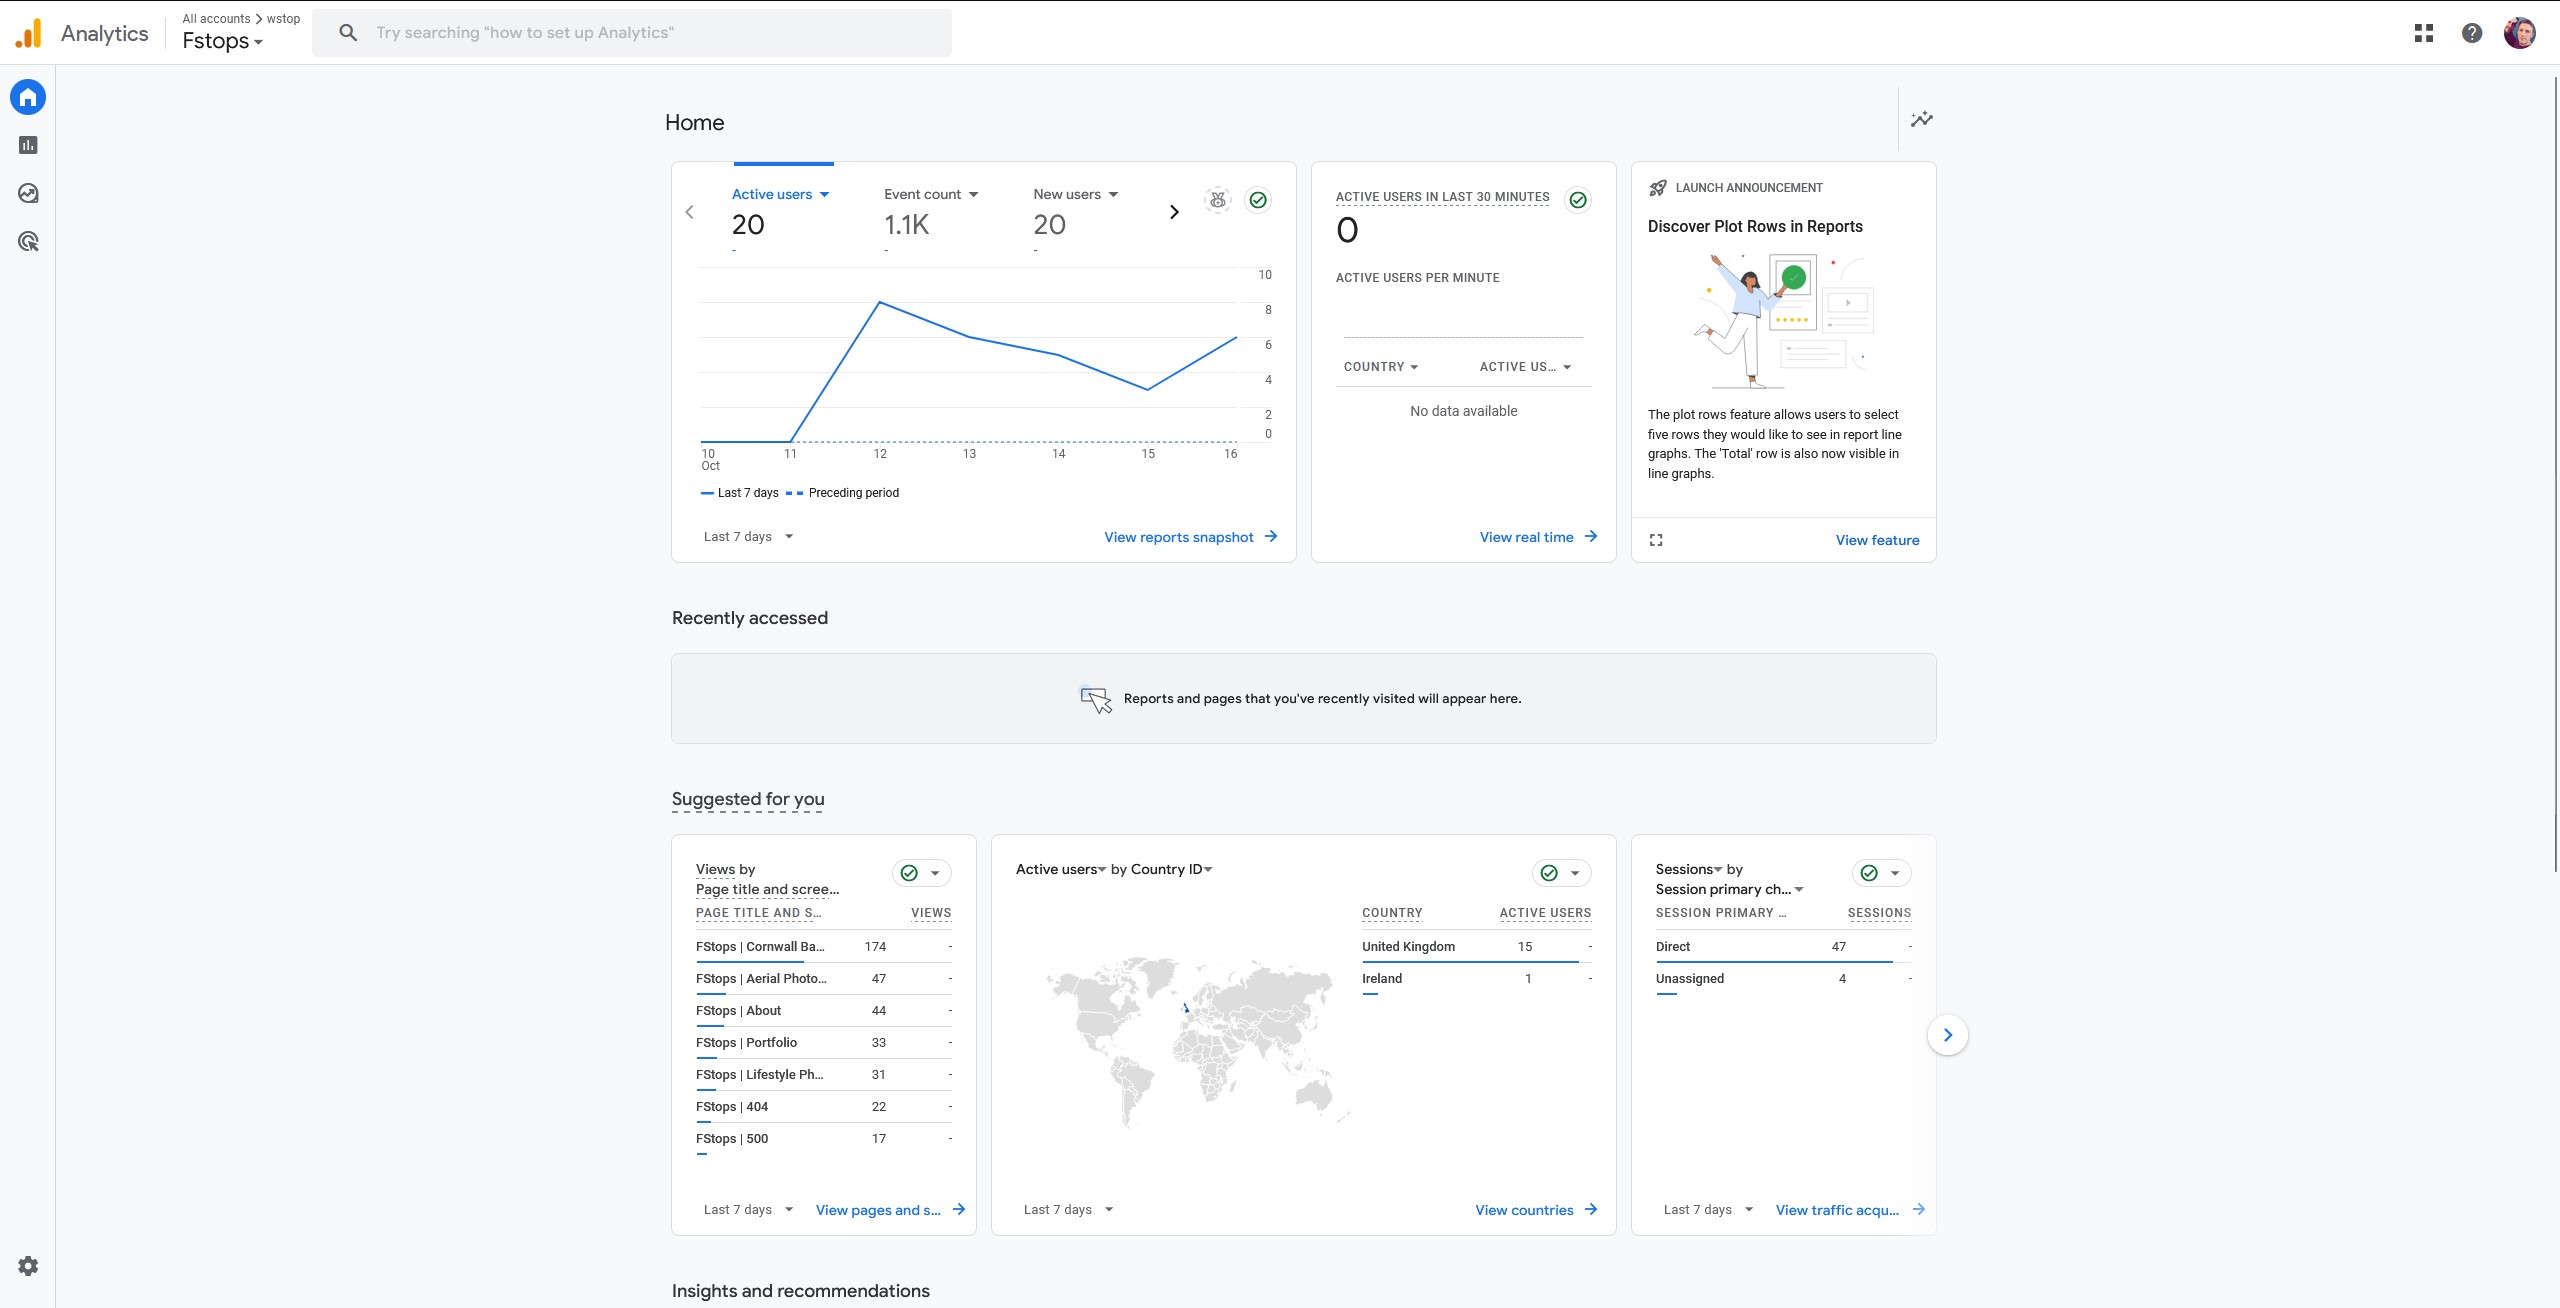 All accounts > wstop
Analytics
Fstops
Try searching "how to set up Analytics"
Home
Active users
20
-
Event count
1.1K
-
New users
20
-
10
8
6
4
2
0
10
Oct
11
12
13
14
15
16
Last 7 days
Preceding period
Last 7 days
View reports snapshot
ACTIVE USERS IN LAST 30 MINUTES
0
ACTIVE USERS PER MINUTE
COUNTRY ACTIVE US...
No data available
View real time
LAUNCH ANNOUNCEMENT
Discover Plot Rows in Reports
The plot rows feature allows users to select
five rows they would like to see in report line
graphs. The 'Total' row is also now visible in
line graphs.
View feature
Recently accessed
Reports and pages that you've recently visited will appear here.
Suggested for you
Views by
Page title and scree...
PAGE TITLE AND S... VIEWS
FStops | Cornwall Ba... 174 -
FStops | Aerial Photo... 47 -
FStops | About 44 -
FStops | Portfolio 33 -
FStops | Lifestyle Ph... 31 -
FStops | 404 22 -
FStops | 500 17 -
Last 7 days
View pages and s...
Active users by Country ID
COUNTRY ACTIVE USERS
United Kingdom 15 -
Ireland 1 -
Last 7 days
View countries
Sessions by
Session primary ch...
SESSION PRIMARY ... SESSIONS
Direct 47 -
Unassigned 4 -
Last 7 days
View traffic acqu...
Insights and recommendations